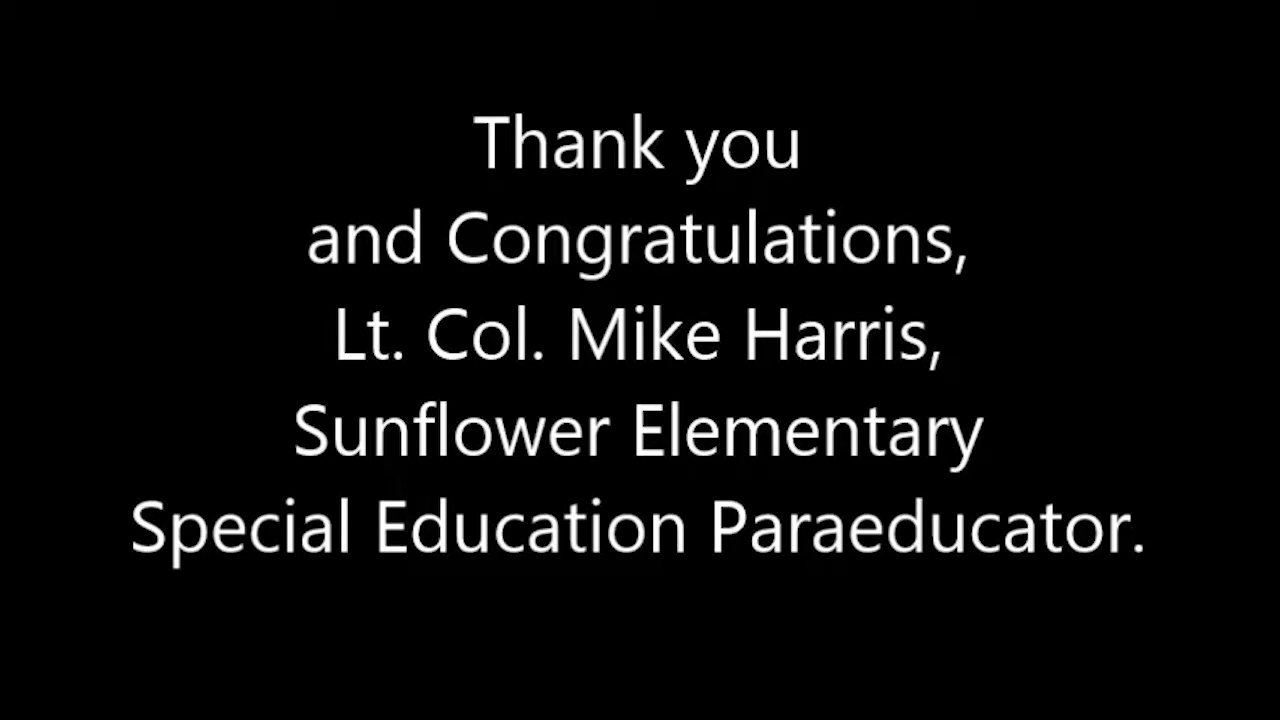 Thank you
and Congratulations,
Lt. Col. Mike Harris,
Sunflower Elementary
Special Education Paraeducator.